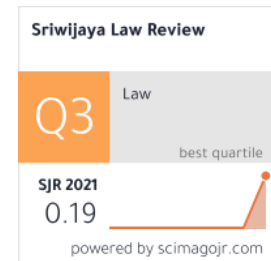 Sriwijaya Law Review
Q3
Law
best quartile
SJR 2021
0.19
powered by scimagojr.com